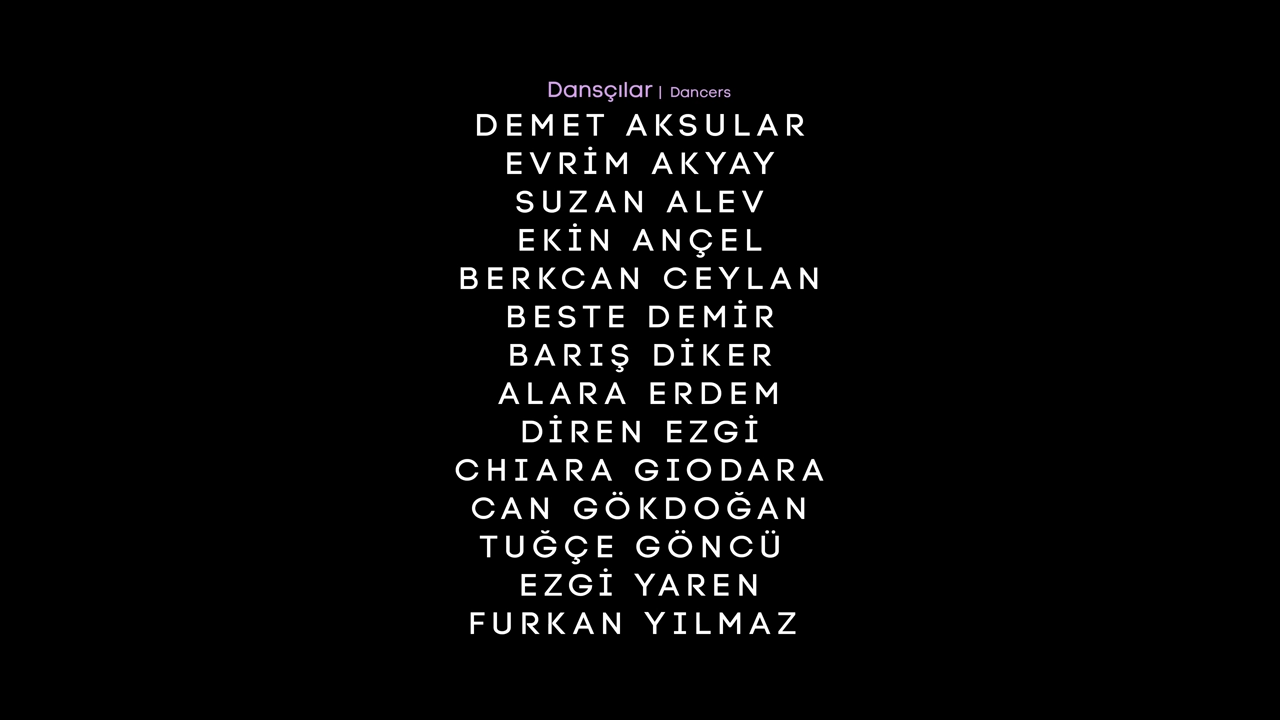 Dansçılar | Dancers
DEMET AKSULAR
EVRİM AKYAY
SUZAN ALEV
EKİN ANÇEL
BERKCAN CEYLAN
BESTE DEMİR
BARIŞ DİKER
ALARA ERDEM
DİREN EZGİ
CHIARA GIODARA
CAN GÖKDOĞAN
TUĞÇE GÖNCÜ
EZGİ YAREN
FURKAN YILMAZ